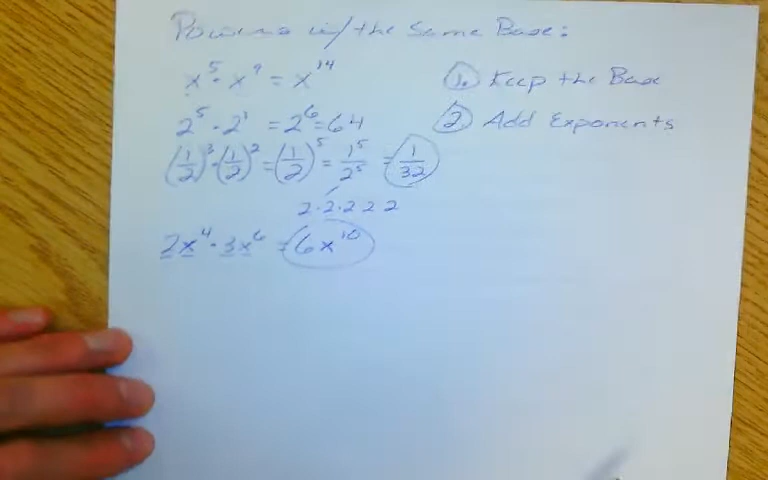 Powers w/ the Same Base:
x⁵ · x⁹ = x¹⁴
① Keep the Base
2⁵ · 2¹ = 2⁶ = 64
② Add Exponents
(1/2)³ · (1/2)² = (1/2)⁵ = 1⁵/2⁵ = 1/32
2·2·2 2 2
2x⁴ · 3x⁶ = 6x¹⁰